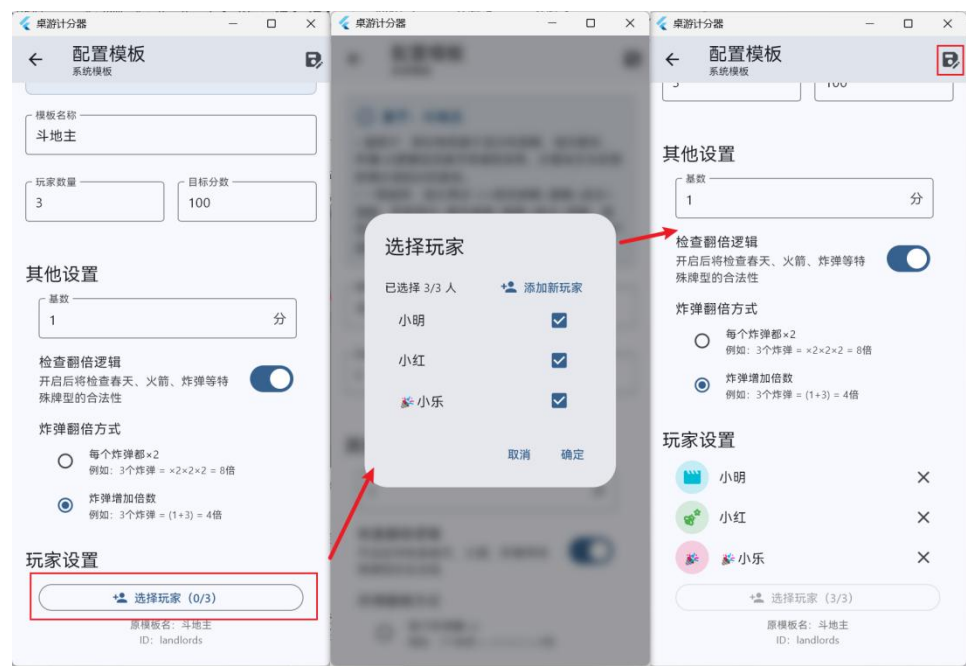 桌游计分器
配置模板
系统模板
模板名称
斗地主
玩家数量
3
目标分数
100
其他设置
基数
1
分
检查翻倍逻辑
开启后将检查春天、火箭、炸弹等特
殊牌型的合法性
炸弹翻倍方式
每个炸弹都×2
例如: 3个炸弹 = ×2×2×2 = 8倍
炸弹增加倍数
例如: 3个炸弹 = (1+3) = 4倍
玩家设置
选择玩家 (0/3)
原模板名: 斗地主
ID: landlords
桌游计分器
选择玩家
已选择 3/3 人
添加新玩家
小明
小红
🎉小乐
取消
确定
桌游计分器
配置模板
系统模板
其他设置
基数
1
分
检查翻倍逻辑
开启后将检查春天、火箭、炸弹等特
殊牌型的合法性
炸弹翻倍方式
每个炸弹都×2
例如: 3个炸弹 = ×2×2×2 = 8倍
炸弹增加倍数
例如: 3个炸弹 = (1+3) = 4倍
玩家设置
小明
小红
🎉小乐
选择玩家 (3/3)
原模板名: 斗地主
ID: landlords